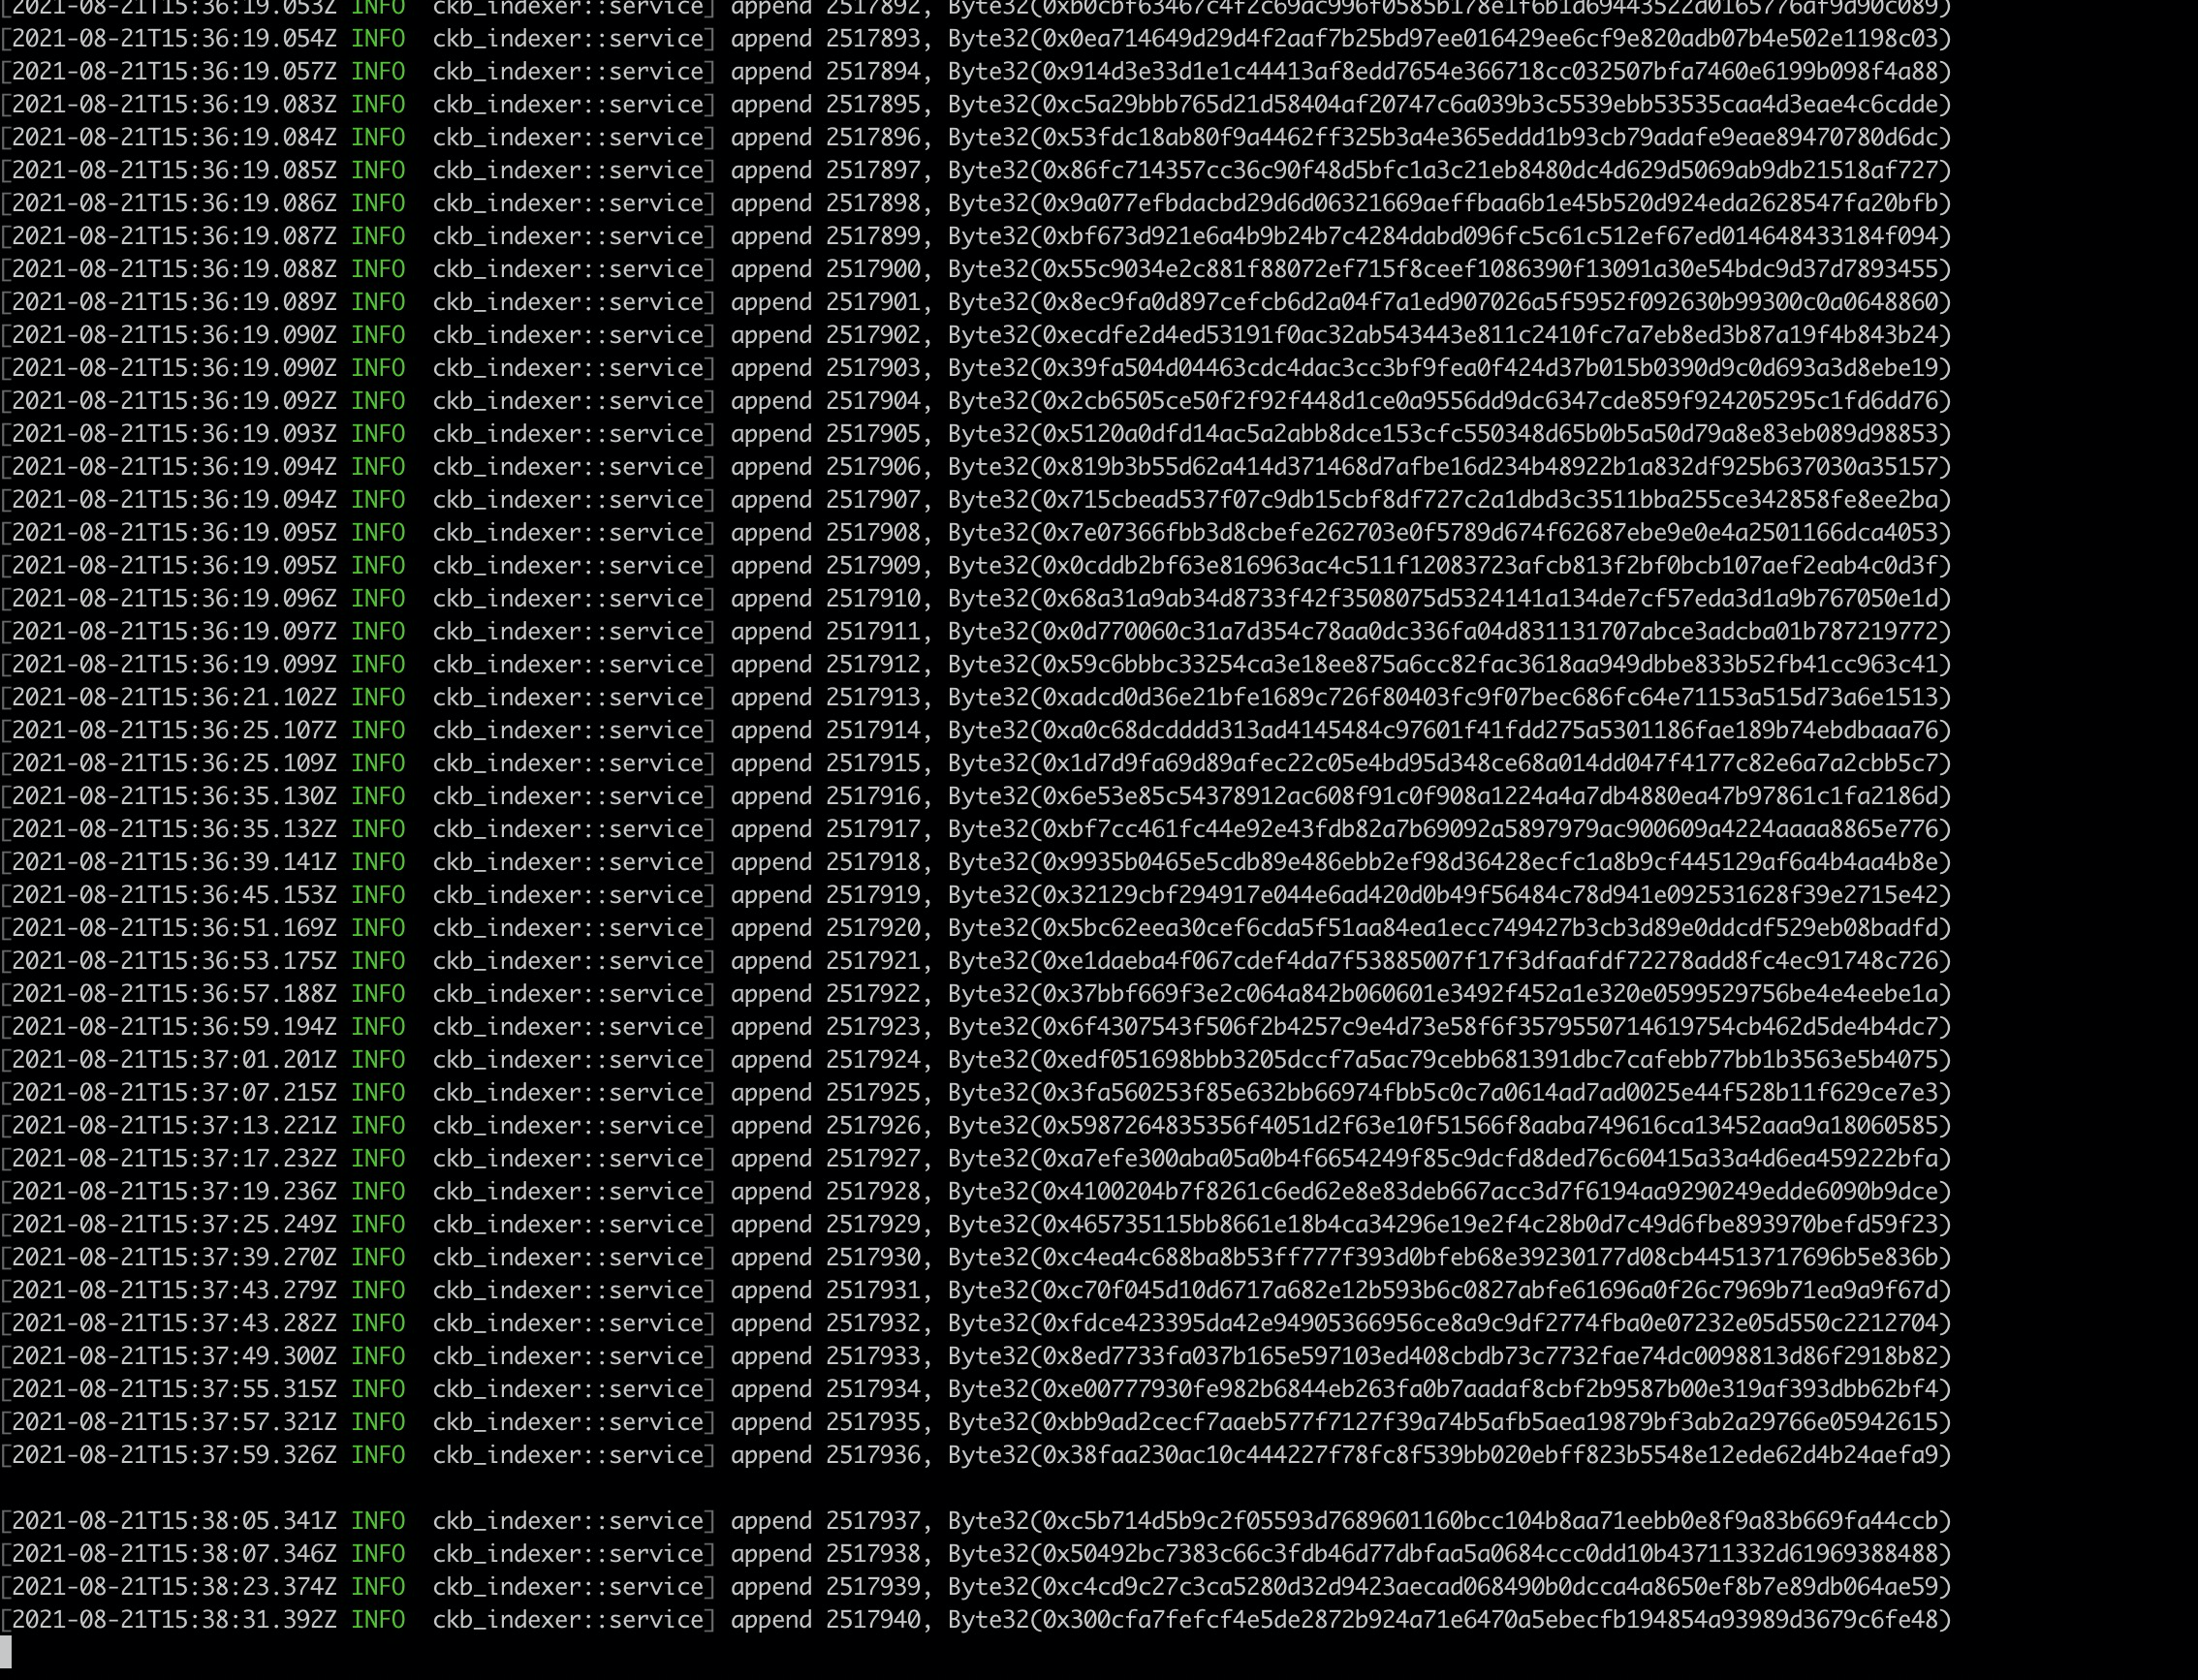 [2021-08-21T15:36:19.053Z INFO  ckb_indexer::service] append 2517892, Byte32(0xb0cbf63467c4f2c69ac996f0585b178e1f6b1d69443522d0165776af9d90c089)
[2021-08-21T15:36:19.054Z INFO  ckb_indexer::service] append 2517893, Byte32(0x0ea714649d29d4f2aaf7b25bd97ee016429ee6cf9e820adb07b4e502e1198c03)
[2021-08-21T15:36:19.057Z INFO  ckb_indexer::service] append 2517894, Byte32(0x914d3e33d1e1c44413af8edd7654e366718cc032507bfa7460e6199b098f4a88)
[2021-08-21T15:36:19.083Z INFO  ckb_indexer::service] append 2517895, Byte32(0xc5a29bbb765d21d58404af20747c6a039b3c5539ebb53535caa4d3eae4c6cdde)
[2021-08-21T15:36:19.084Z INFO  ckb_indexer::service] append 2517896, Byte32(0x53fdc18ab80f9a4462ff325b3a4e365eddd1b93cb79adafe9eae89470780d6dc)
[2021-08-21T15:36:19.085Z INFO  ckb_indexer::service] append 2517897, Byte32(0x86fc714357cc36c90f48d5bfc1a3c21eb8480dc4d629d5069ab9db21518af727)
[2021-08-21T15:36:19.086Z INFO  ckb_indexer::service] append 2517898, Byte32(0x9a077efbdacbd29d6d06321669aeffbaa6b1e45b520d924eda2628547fa20bfb)
[2021-08-21T15:36:19.087Z INFO  ckb_indexer::service] append 2517899, Byte32(0xbf673d921e6a4b9b24b7c4284dabd096fc5c61c512ef67ed014648433184f094)
[2021-08-21T15:36:19.088Z INFO  ckb_indexer::service] append 2517900, Byte32(0x55c9034e2c881f88072ef715f8ceef1086390f13091a30e54bdc9d37d7893455)
[2021-08-21T15:36:19.089Z INFO  ckb_indexer::service] append 2517901, Byte32(0x8ec9fa0d897cefcb6d2a04f7a1ed907026a5f5952f092630b99300c0a0648860)
[2021-08-21T15:36:19.090Z INFO  ckb_indexer::service] append 2517902, Byte32(0xecdfe2d4ed53191f0ac32ab543443e811c2410fc7a7eb8ed3b87a19f4b843b24)
[2021-08-21T15:36:19.090Z INFO  ckb_indexer::service] append 2517903, Byte32(0x39fa504d04463cdc4dac3cc3bf9fea0f424d37b015b0390d9c0d693a3d8ebe19)
[2021-08-21T15:36:19.092Z INFO  ckb_indexer::service] append 2517904, Byte32(0x2cb6505ce50f2f92f448d1ce0a9556dd9dc6347cde859f924205295c1fd6dd76)
[2021-08-21T15:36:19.093Z INFO  ckb_indexer::service] append 2517905, Byte32(0x5120a0dfd14ac5a2abb8dce153cfc550348d65b0b5a50d79a8e83eb089d98853)
[2021-08-21T15:36:19.094Z INFO  ckb_indexer::service] append 2517906, Byte32(0x819b3b55d62a414d371468d7afbe16d234b48922b1a832df925b637030a35157)
[2021-08-21T15:36:19.094Z INFO  ckb_indexer::service] append 2517907, Byte32(0x715cbead537f07c9db15cbf8df727c2a1dbd3c3511bba255ce342858fe8ee2ba)
[2021-08-21T15:36:19.095Z INFO  ckb_indexer::service] append 2517908, Byte32(0x7e07366fbb3d8cbefe262703e0f5789d674f62687ebe9e0e4a2501166dca4053)
[2021-08-21T15:36:19.095Z INFO  ckb_indexer::service] append 2517909, Byte32(0x0cddb2bf63e816963ac4c511f12083723afcb813f2bf0bcb107aef2eab4c0d3f)
[2021-08-21T15:36:19.096Z INFO  ckb_indexer::service] append 2517910, Byte32(0x68a31a9ab34d8733f42f3508075d5324141a134de7cf57eda3d1a9b767050e1d)
[2021-08-21T15:36:19.097Z INFO  ckb_indexer::service] append 2517911, Byte32(0x0d770060c31a7d354c78aa0dc336fa04d831131707abce3adcba01b787219772)
[2021-08-21T15:36:19.099Z INFO  ckb_indexer::service] append 2517912, Byte32(0x59c6bbbc33254ca3e18ee875a6cc82fac3618aa949dbbe833b52fb41cc963c41)
[2021-08-21T15:36:21.102Z INFO  ckb_indexer::service] append 2517913, Byte32(0xadcd0d36e21bfe1689c726f80403fc9f07bec686fc64e71153a515d73a6e1513)
[2021-08-21T15:36:25.107Z INFO  ckb_indexer::service] append 2517914, Byte32(0xa0c68dcdddd313ad4145484c97601f41fdd275a5301186fae189b74ebdbaaa76)
[2021-08-21T15:36:25.109Z INFO  ckb_indexer::service] append 2517915, Byte32(0x1d7d9fa69d89afec22c05e4bd95d348ce68a014dd047f4177c82e6a7a2cbb5c7)
[2021-08-21T15:36:35.130Z INFO  ckb_indexer::service] append 2517916, Byte32(0x6e53e85c54378912ac608f91c0f908a1224a4a7db4880ea47b97861c1fa2186d)
[2021-08-21T15:36:35.132Z INFO  ckb_indexer::service] append 2517917, Byte32(0xbf7cc461fc44e92e43fdb82a7b69092a5897979ac900609a4224aaaa8865e776)
[2021-08-21T15:36:39.141Z INFO  ckb_indexer::service] append 2517918, Byte32(0x9935b0465e5cdb89e486ebb2ef98d36428ecfc1a8b9cf445129af6a4b4aa4b8e)
[2021-08-21T15:36:45.153Z INFO  ckb_indexer::service] append 2517919, Byte32(0x32129cbf294917e044e6ad420d0b49f56484c78d941e092531628f39e2715e42)
[2021-08-21T15:36:51.169Z INFO  ckb_indexer::service] append 2517920, Byte32(0x5bc62eea30cef6cda5f51aa84ea1ecc749427b3cb3d89e0ddcdf529eb08badfd)
[2021-08-21T15:36:53.175Z INFO  ckb_indexer::service] append 2517921, Byte32(0xe1daeba4f067cdef4da7f53885007f17f3dfaafdf72278add8fc4ec91748c726)
[2021-08-21T15:36:57.188Z INFO  ckb_indexer::service] append 2517922, Byte32(0x37bbf669f3e2c064a842b060601e3492f452a1e320e0599529756be4e4eebe1a)
[2021-08-21T15:36:59.194Z INFO  ckb_indexer::service] append 2517923, Byte32(0x6f4307543f506f2b4257c9e4d73e58f6f3579550714619754cb462d5de4b4dc7)
[2021-08-21T15:37:01.201Z INFO  ckb_indexer::service] append 2517924, Byte32(0xedf051698bbb3205dccf7a5ac79cebb681391dbc7cafebb77bb1b3563e5b4075)
[2021-08-21T15:37:07.215Z INFO  ckb_indexer::service] append 2517925, Byte32(0x3fa560253f85e632bb66974fbb5c0c7a0614ad7ad0025e44f528b11f629ce7e3)
[2021-08-21T15:37:13.221Z INFO  ckb_indexer::service] append 2517926, Byte32(0x5987264835356f4051d2f63e10f51566f8aaba749616ca13452aaa9a18060585)
[2021-08-21T15:37:17.232Z INFO  ckb_indexer::service] append 2517927, Byte32(0xa7efe300aba05a0b4f6654249f85c9dcfd8ded76c60415a33a4d6ea459222bfa)
[2021-08-21T15:37:19.236Z INFO  ckb_indexer::service] append 2517928, Byte32(0x4100204b7f8261c6ed62e8e83deb667acc3d7f6194aa9290249edde6090b9dce)
[2021-08-21T15:37:25.249Z INFO  ckb_indexer::service] append 2517929, Byte32(0x465735115bb8661e18b4ca34296e19e2f4c28b0d7c49d6fbe893970befd59f23)
[2021-08-21T15:37:39.270Z INFO  ckb_indexer::service] append 2517930, Byte32(0xc4ea4c688ba8b53ff777f393d0bfeb68e39230177d08cb44513717696b5e836b)
[2021-08-21T15:37:43.279Z INFO  ckb_indexer::service] append 2517931, Byte32(0xc70f045d10d6717a682e12b593b6c0827abfe61696a0f26c7969b71ea9a9f67d)
[2021-08-21T15:37:43.282Z INFO  ckb_indexer::service] append 2517932, Byte32(0xfdce423395da42e94905366956ce8a9c9df2774fba0e07232e05d550c2212704)
[2021-08-21T15:37:49.300Z INFO  ckb_indexer::service] append 2517933, Byte32(0x8ed7733fa037b165e597103ed408cbdb73c7732fae74dc0098813d86f2918b82)
[2021-08-21T15:37:55.315Z INFO  ckb_indexer::service] append 2517934, Byte32(0xe00777930fe982b6844eb263fa0b7aadaf8cbf2b9587b00e319af393dbb62bf4)
[2021-08-21T15:37:57.321Z INFO  ckb_indexer::service] append 2517935, Byte32(0xbb9ad2cecf7aaeb577f7127f39a74b5afb5aea19879bf3ab2a29766e05942615)
[2021-08-21T15:37:59.326Z INFO  ckb_indexer::service] append 2517936, Byte32(0x38faa230ac10c444227f78fc8f539bb020ebff823b5548e12ede62d4b24aefa9)
[2021-08-21T15:38:05.341Z INFO  ckb_indexer::service] append 2517937, Byte32(0xc5b714d5b9c2f05593d7689601160bcc104b8aa71eebb0e8f9a83b669fa44ccb)
[2021-08-21T15:38:07.346Z INFO  ckb_indexer::service] append 2517938, Byte32(0x50492bc7383c66c3fdb46d77dbfaa5a0684ccc0dd10b43711332d61969388488)
[2021-08-21T15:38:23.374Z INFO  ckb_indexer::service] append 2517939, Byte32(0xc4cd9c27c3ca5280d32d9423aecad068490b0dcca4a8650ef8b7e89db064ae59)
[2021-08-21T15:38:31.392Z INFO  ckb_indexer::service] append 2517940, Byte32(0x300cfa7fefcf4e5de2872b924a71e6470a5ebecfb194854a93989d3679c6fe48)